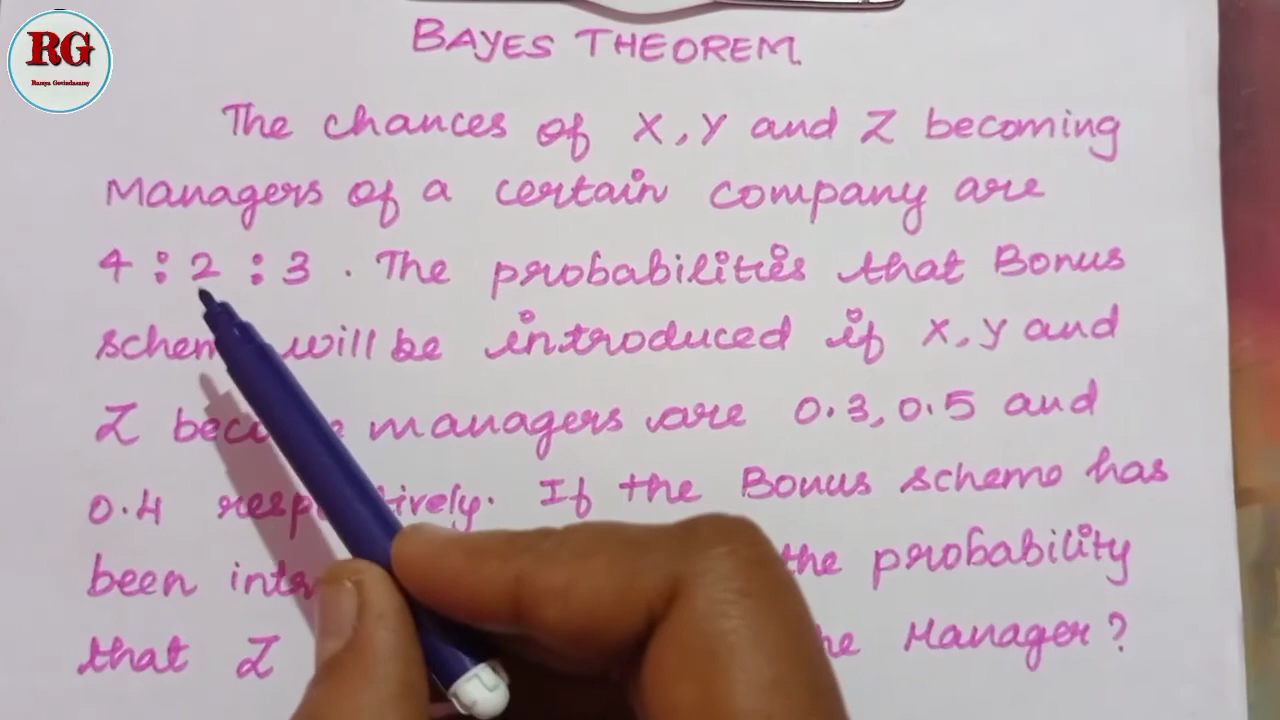 RG
Ramya Govindasamy
BAYES THEOREM.
The chances of X, Y and Z becoming
Managers of a certain company are
4 : 2 : 3 . The probabilities that Bonus
will be introduced if X, Y and
Z managers are 0.3, 0.5 and
0.4 If the Bonus scheme has
been the probability
that Z Manager?